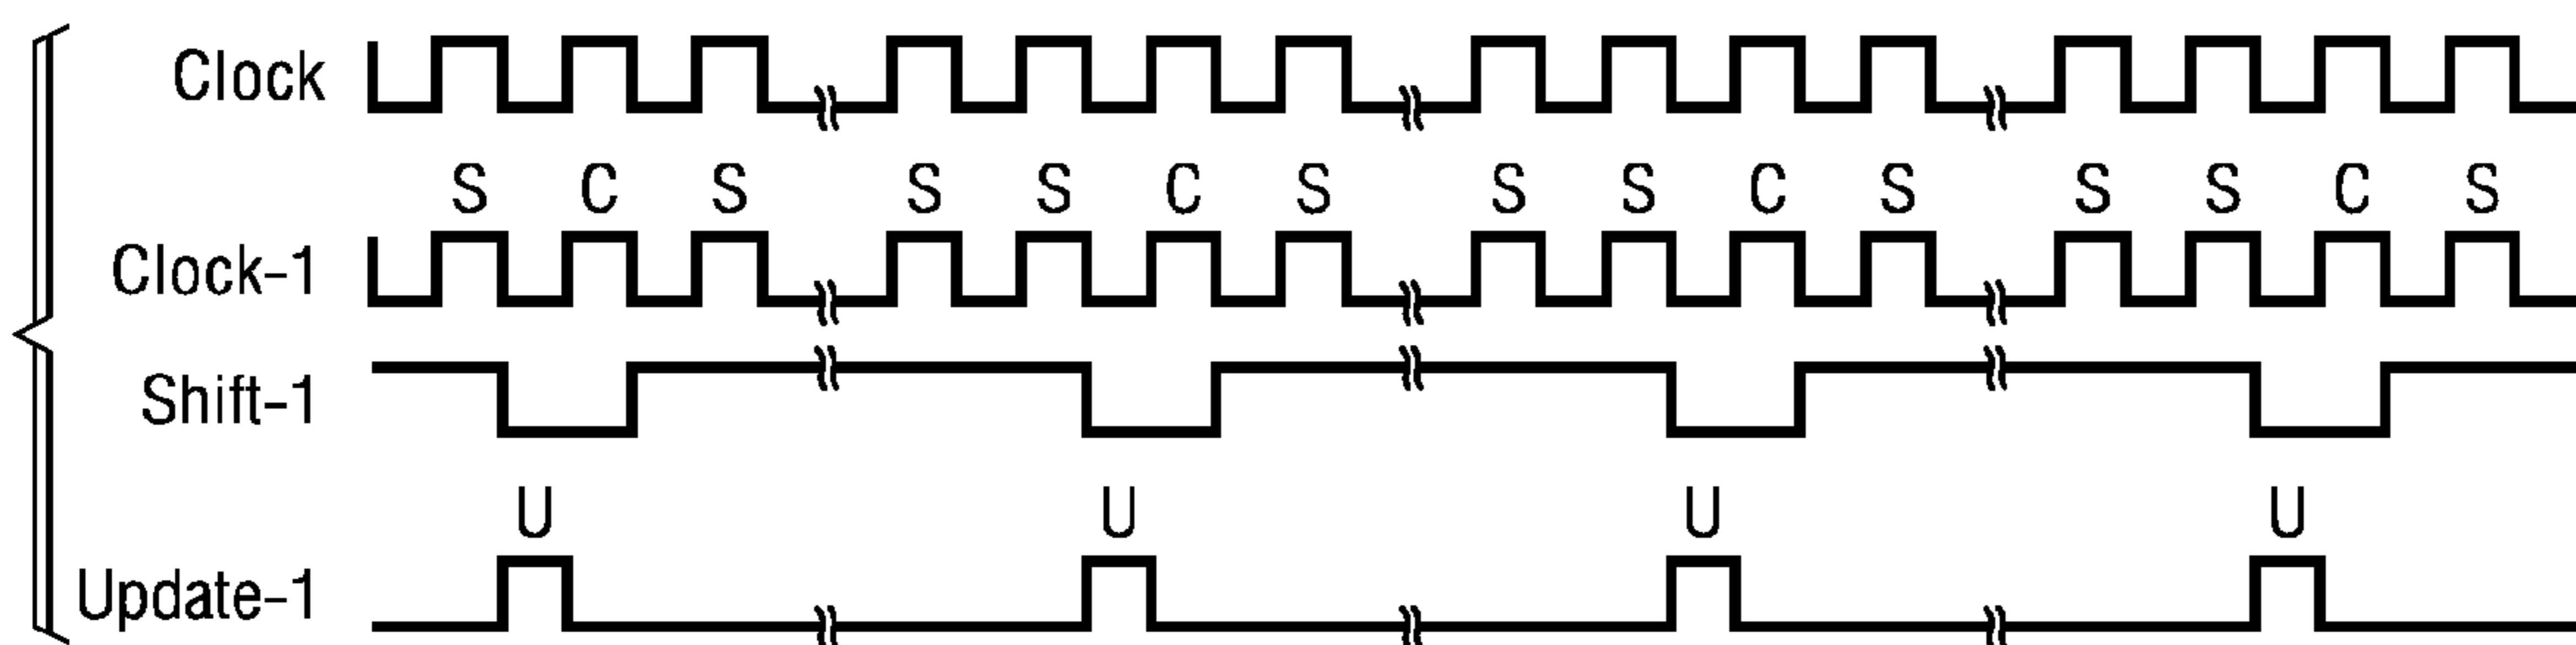 Clock
S C S S S C S S S C S S S C S
Clock-1
Shift-1
U U U U
Update-1